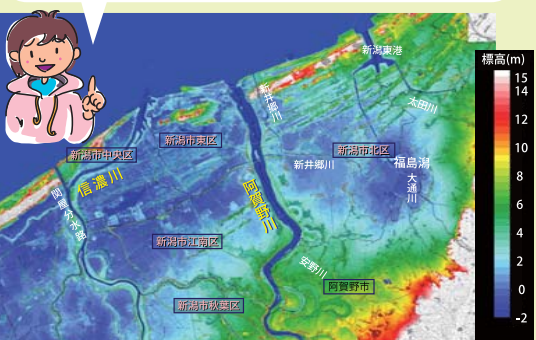 新潟東港
標高(m)
15
14
12
10
8
6
4
2
0
-2
新井郷川
太田川
新潟市東区
新潟市中央区
新潟市北区
新井郷川
福島潟
信濃川
大通川
阿賀野川
関屋分水路
新潟市江南区
安野川
阿賀野市
新潟市秋葉区